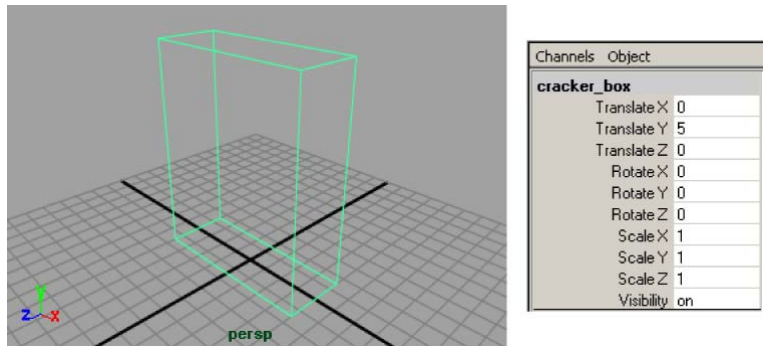 Y
Z
X
persp
Channels Object
cracker_box
Translate X 0
Translate Y 5
Translate Z 0
Rotate X 0
Rotate Y 0
Rotate Z 0
Scale X 1
Scale Y 1
Scale Z 1
Visibility on